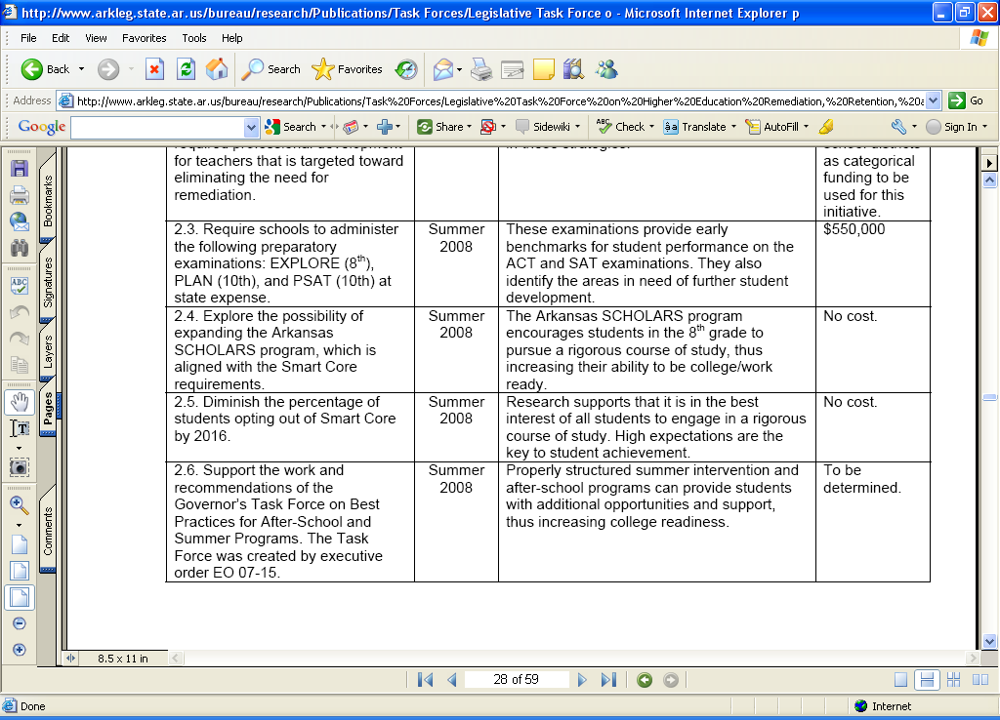 http://www.arkleg.state.ar.us/bureau/research/Publications/Task Forces/Legislative Task Force o - Microsoft Internet Explorer p
File Edit View Favorites Tools Help
Back Search Favorites
Address http://www.arkleg.state.ar.us/bureau/research/Publications/Task%20Forces/Legislative%20Task%20Force%20on%20Higher%20Education%20Remediation,%20Retention,%20a Go
Google Search Share Sidewiki Check Translate AutoFill Sign In
Bookmarks
Signatures
Layers
Pages
Comments
required professional development
for teachers that is targeted toward
eliminating the need for
remediation.
in these strategies.
school districts
as categorical
funding to be
used for this
initiative.
2.3. Require schools to administer
the following preparatory
examinations: EXPLORE (8th),
PLAN (10th), and PSAT (10th) at
state expense.
Summer
2008
These examinations provide early
benchmarks for student performance on the
ACT and SAT examinations. They also
identify the areas in need of further student
development.
$550,000
2.4. Explore the possibility of
expanding the Arkansas
SCHOLARS program, which is
aligned with the Smart Core
requirements.
Summer
2008
The Arkansas SCHOLARS program
encourages students in the 8th grade to
pursue a rigorous course of study, thus
increasing their ability to be college/work
ready.
No cost.
2.5. Diminish the percentage of
students opting out of Smart Core
by 2016.
Summer
2008
Research supports that it is in the best
interest of all students to engage in a rigorous
course of study. High expectations are the
key to student achievement.
No cost.
2.6. Support the work and
recommendations of the
Governor's Task Force on Best
Practices for After-School and
Summer Programs. The Task
Force was created by executive
order EO 07-15.
Summer
2008
Properly structured summer intervention and
after-school programs can provide students
with additional opportunities and support,
thus increasing college readiness.
To be
determined.
8.5 x 11 in
28 of 59
Done
Internet